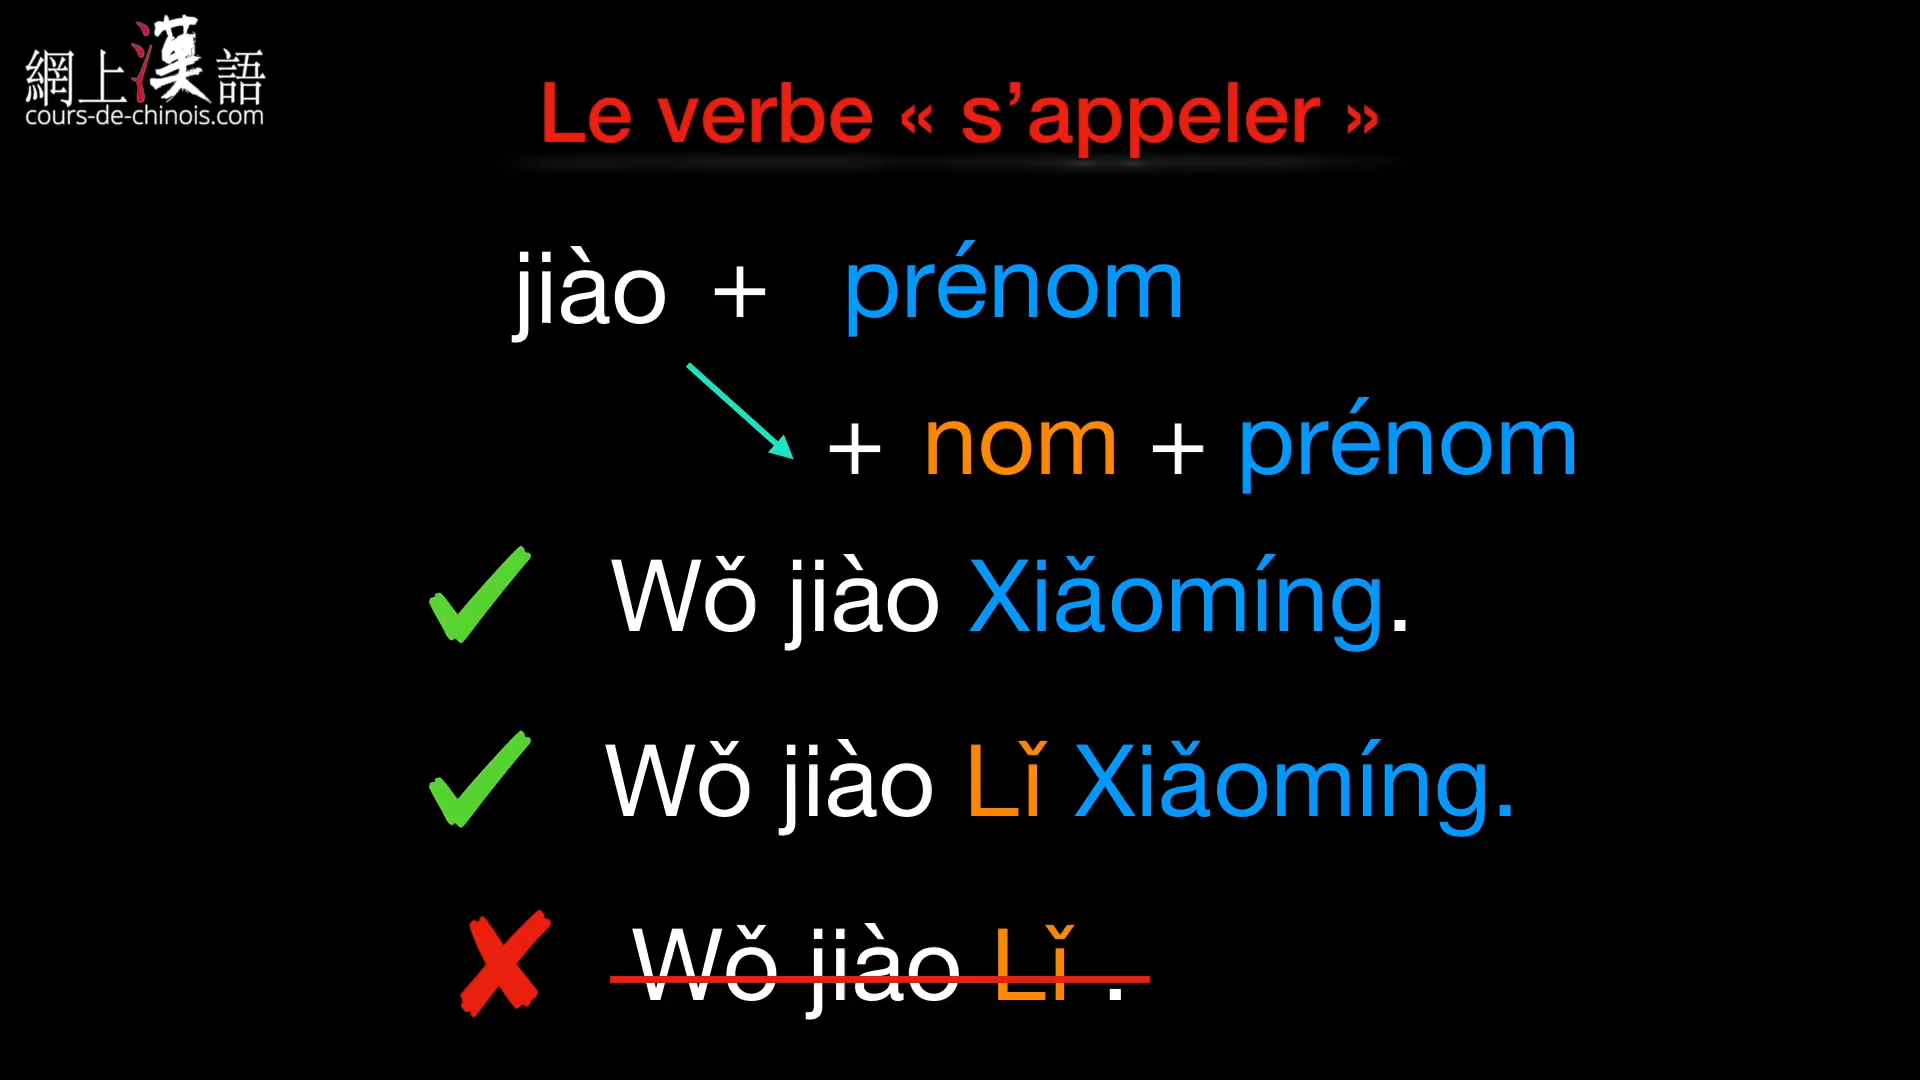 網上漢語
cours-de-chinois.com
Le verbe « s’appeler »
jiào + prénom
+ nom + prénom
Wǒ jiào Xiǎomíng.
Wǒ jiào Lǐ Xiǎomíng.
Wǒ jiào Lǐ .